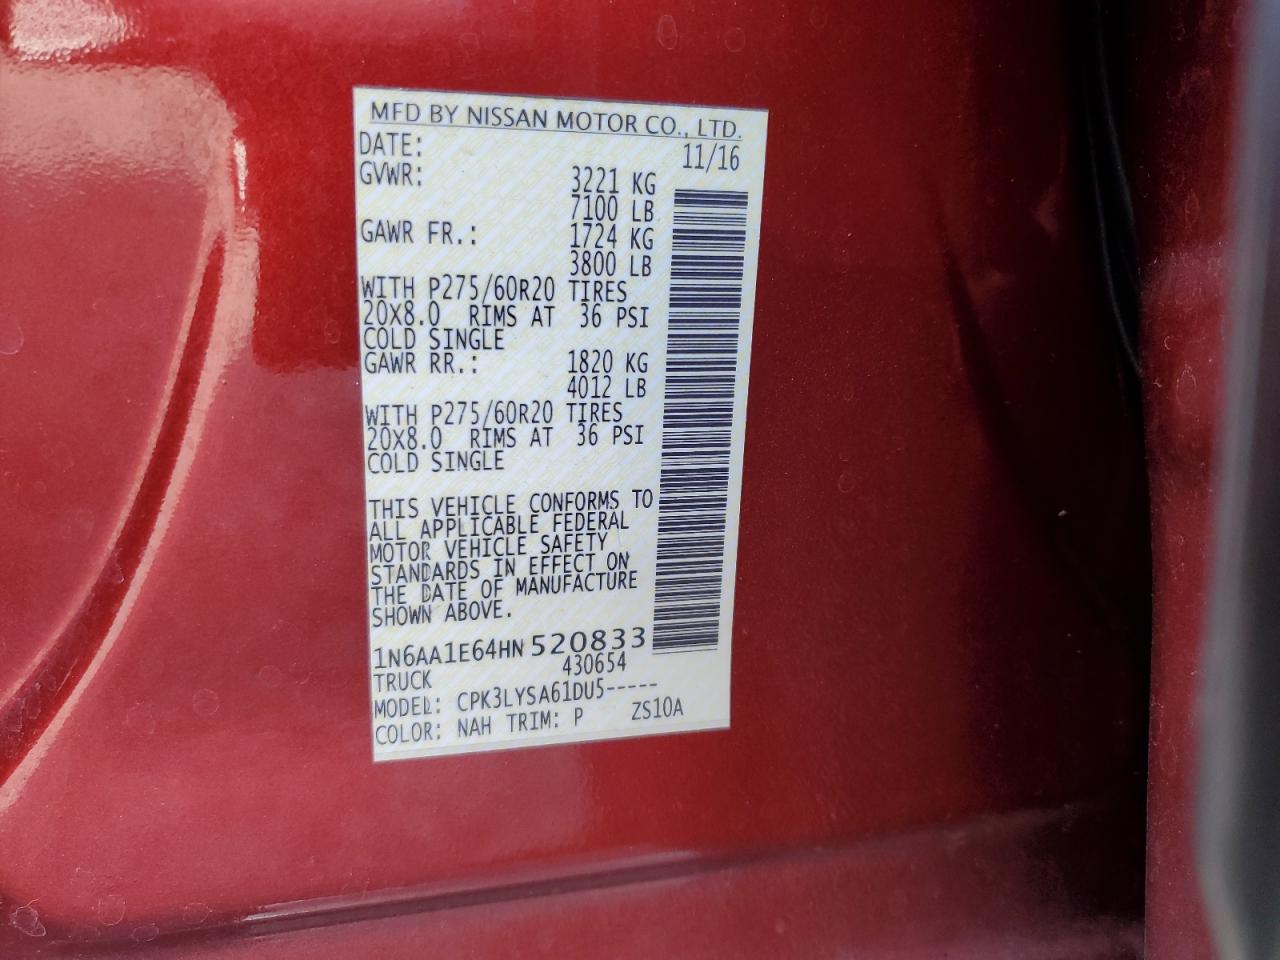 MFD BY NISSAN MOTOR CO., LTD.
DATE: 11/16
GVWR: 3221 KG
7100 LB
GAWR FR.: 1724 KG
3800 LB
WITH P275/60R20 TIRES
20X8.0 RIMS AT 36 PSI
COLD SINGLE
GAWR RR.: 1820 KG
4012 LB
WITH P275/60R20 TIRES
20X8.0 RIMS AT 36 PSI
COLD SINGLE
THIS VEHICLE CONFORMS TO
ALL APPLICABLE FEDERAL
MOTOR VEHICLE SAFETY
STANDARDS IN EFFECT ON
THE DATE OF MANUFACTURE
SHOWN ABOVE.
1N6AA1E64HN520833
TRUCK 430654
MODEL: CPK3LYSA61DU5-----
COLOR: NAH TRIM: P ZS10A